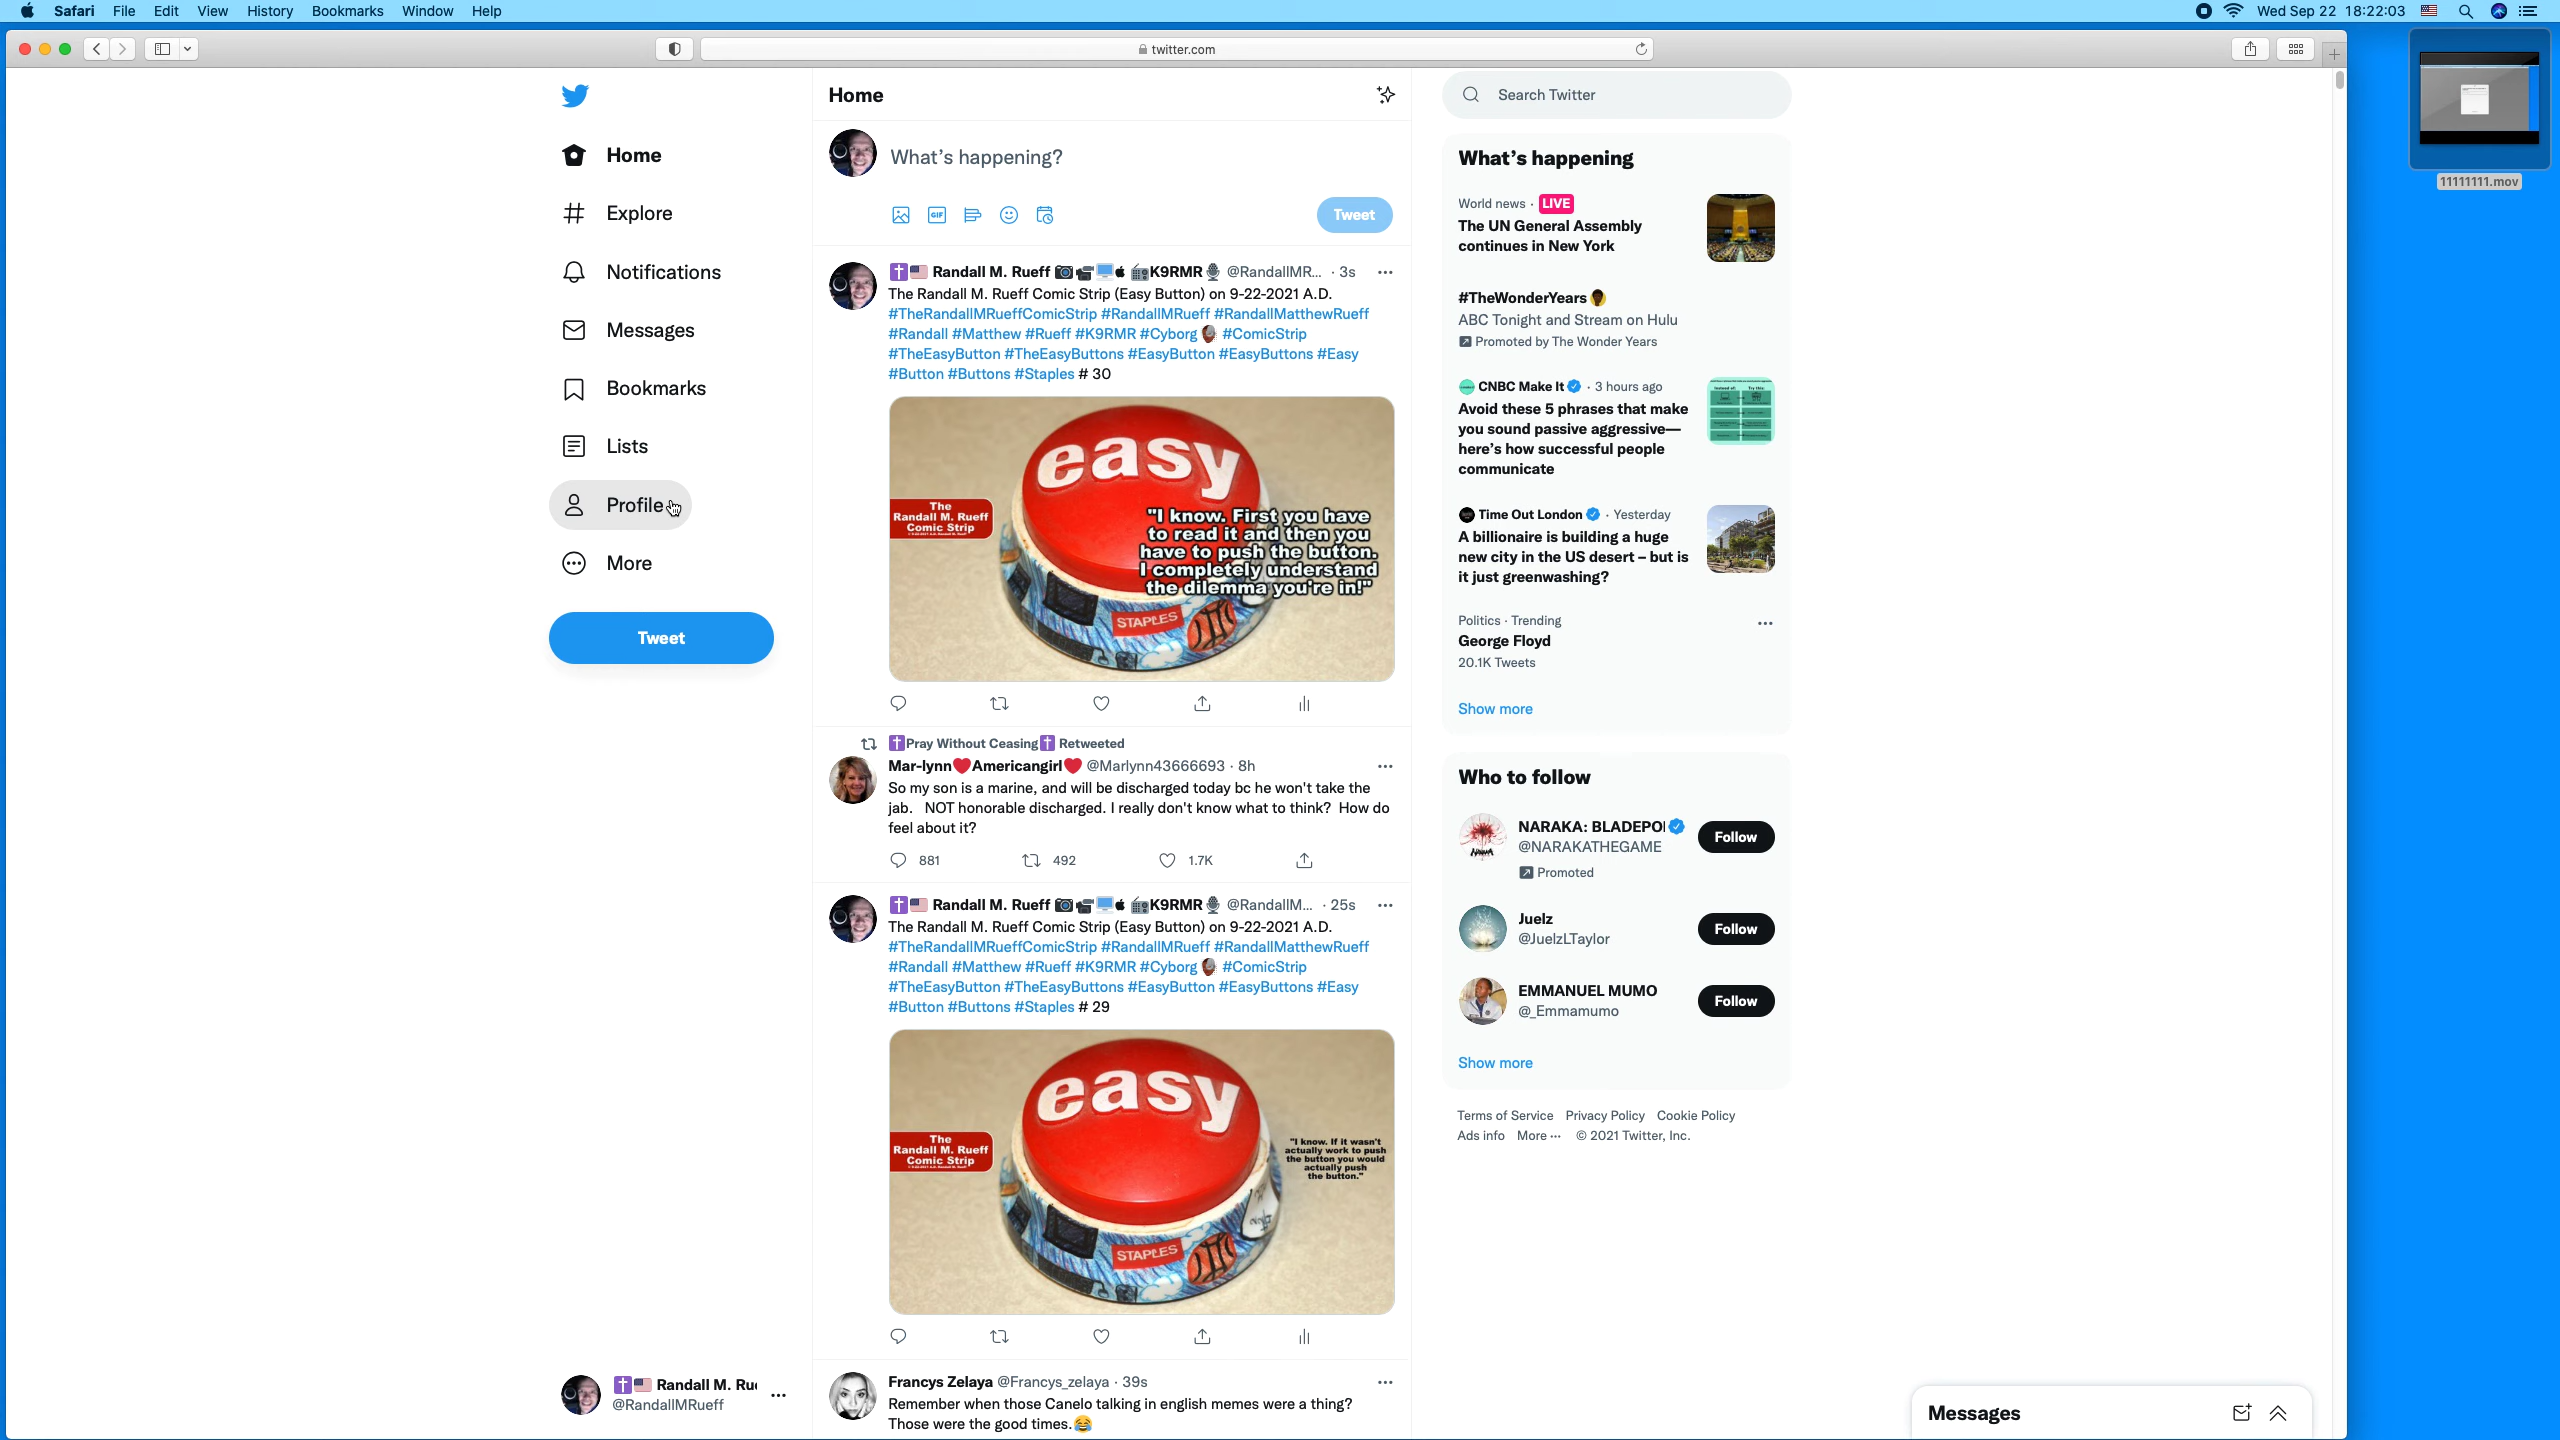 Safari File Edit View History Bookmarks Window Help
Wed Sep 22 18:22:03
twitter.com
11111111.mov
Home
Explore
Notifications
Messages
Bookmarks
Lists
Profile
More
Tweet
Randall M. Ru
@RandallMRueff
Home
What's happening?
GIF
Tweet
Randall M. Rueff K9RMR @RandallMR... · 3s
The Randall M. Rueff Comic Strip (Easy Button) on 9-22-2021 A.D.
#TheRandallMRueffComicStrip #RandallMRueff #RandallMatthewRueff
#Randall #Matthew #Rueff #K9RMR #Cyborg #ComicStrip
#TheEasyButton #TheEasyButtons #EasyButton #EasyButtons #Easy
#Button #Buttons #Staples # 30
easy
The
Randall M. Rueff
Comic Strip
"I know. First you have
to read it and then you
have to push the button.
I completely understand
the dilemma you're in!"
STAPLES
Pray Without Ceasing Retweeted
Mar-lynn Americangirl @Marlynn43666693 · 8h
So my son is a marine, and will be discharged today bc he won't take the
jab. NOT honorable discharged. I really don't know what to think? How do
feel about it?
881 492 1.7K
Randall M. Rueff K9RMR @RandallM... · 25s
The Randall M. Rueff Comic Strip (Easy Button) on 9-22-2021 A.D.
#TheRandallMRueffComicStrip #RandallMRueff #RandallMatthewRueff
#Randall #Matthew #Rueff #K9RMR #Cyborg #ComicStrip
#TheEasyButton #TheEasyButtons #EasyButton #EasyButtons #Easy
#Button #Buttons #Staples # 29
easy
The
Randall M. Rueff
Comic Strip
"I know. If it wasn't
actually work to push
the button you would
actually push
the button."
STAPLES
Francys Zelaya @Francys_zelaya · 39s
Remember when those Canelo talking in english memes were a thing?
Those were the good times.
Search Twitter
What's happening
World news · LIVE
The UN General Assembly
continues in New York
#TheWonderYears
ABC Tonight and Stream on Hulu
Promoted by The Wonder Years
CNBC Make It · 3 hours ago
Avoid these 5 phrases that make
you sound passive aggressive—
here's how successful people
communicate
Time Out London · Yesterday
A billionaire is building a huge
new city in the US desert – but is
it just greenwashing?
Politics · Trending
George Floyd
20.1K Tweets
Show more
Who to follow
NARAKA: BLADEPOI
@NARAKATHEGAME
Follow
Promoted
Juelz
@JuelzLTaylor
Follow
EMMANUEL MUMO
@_Emmamumo
Follow
Show more
Terms of Service Privacy Policy Cookie Policy
Ads info More ··· © 2021 Twitter, Inc.
Messages